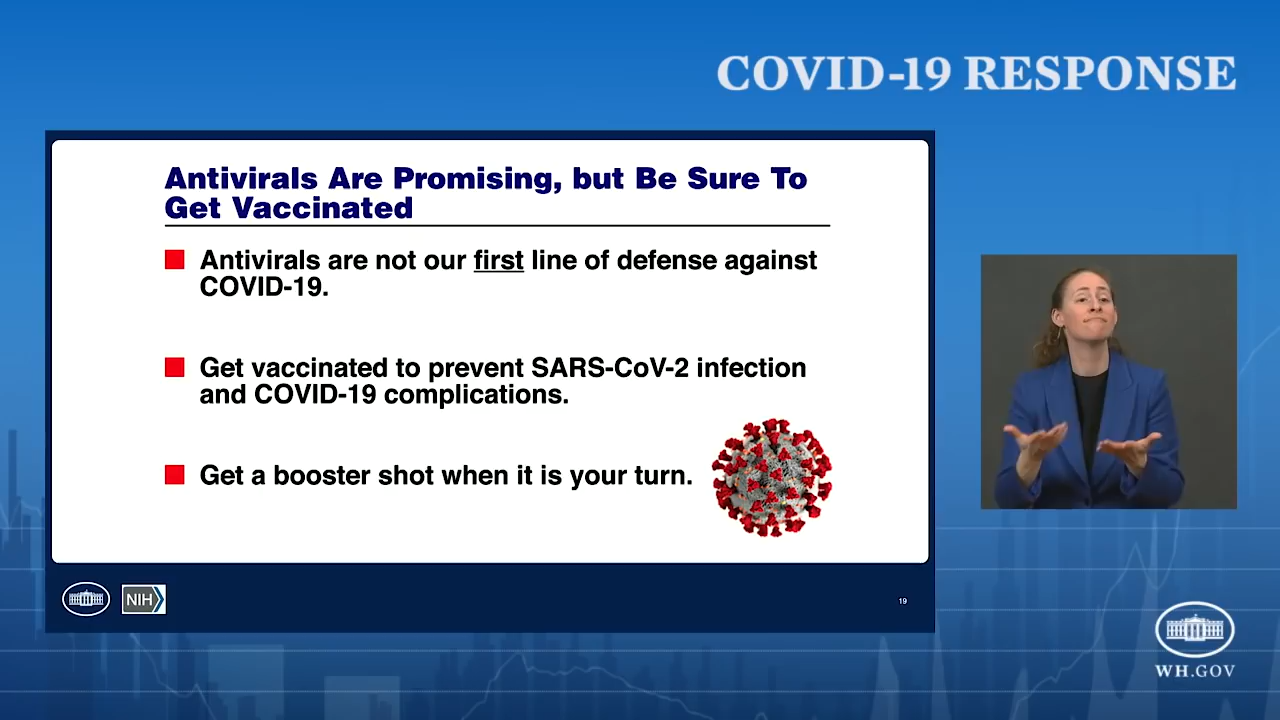 COVID-19 RESPONSE
Antivirals Are Promising, but Be Sure To
Get Vaccinated
Antivirals are not our first line of defense against
COVID-19.
Get vaccinated to prevent SARS-CoV-2 infection
and COVID-19 complications.
Get a booster shot when it is your turn.
NIH
19
WH.GOV